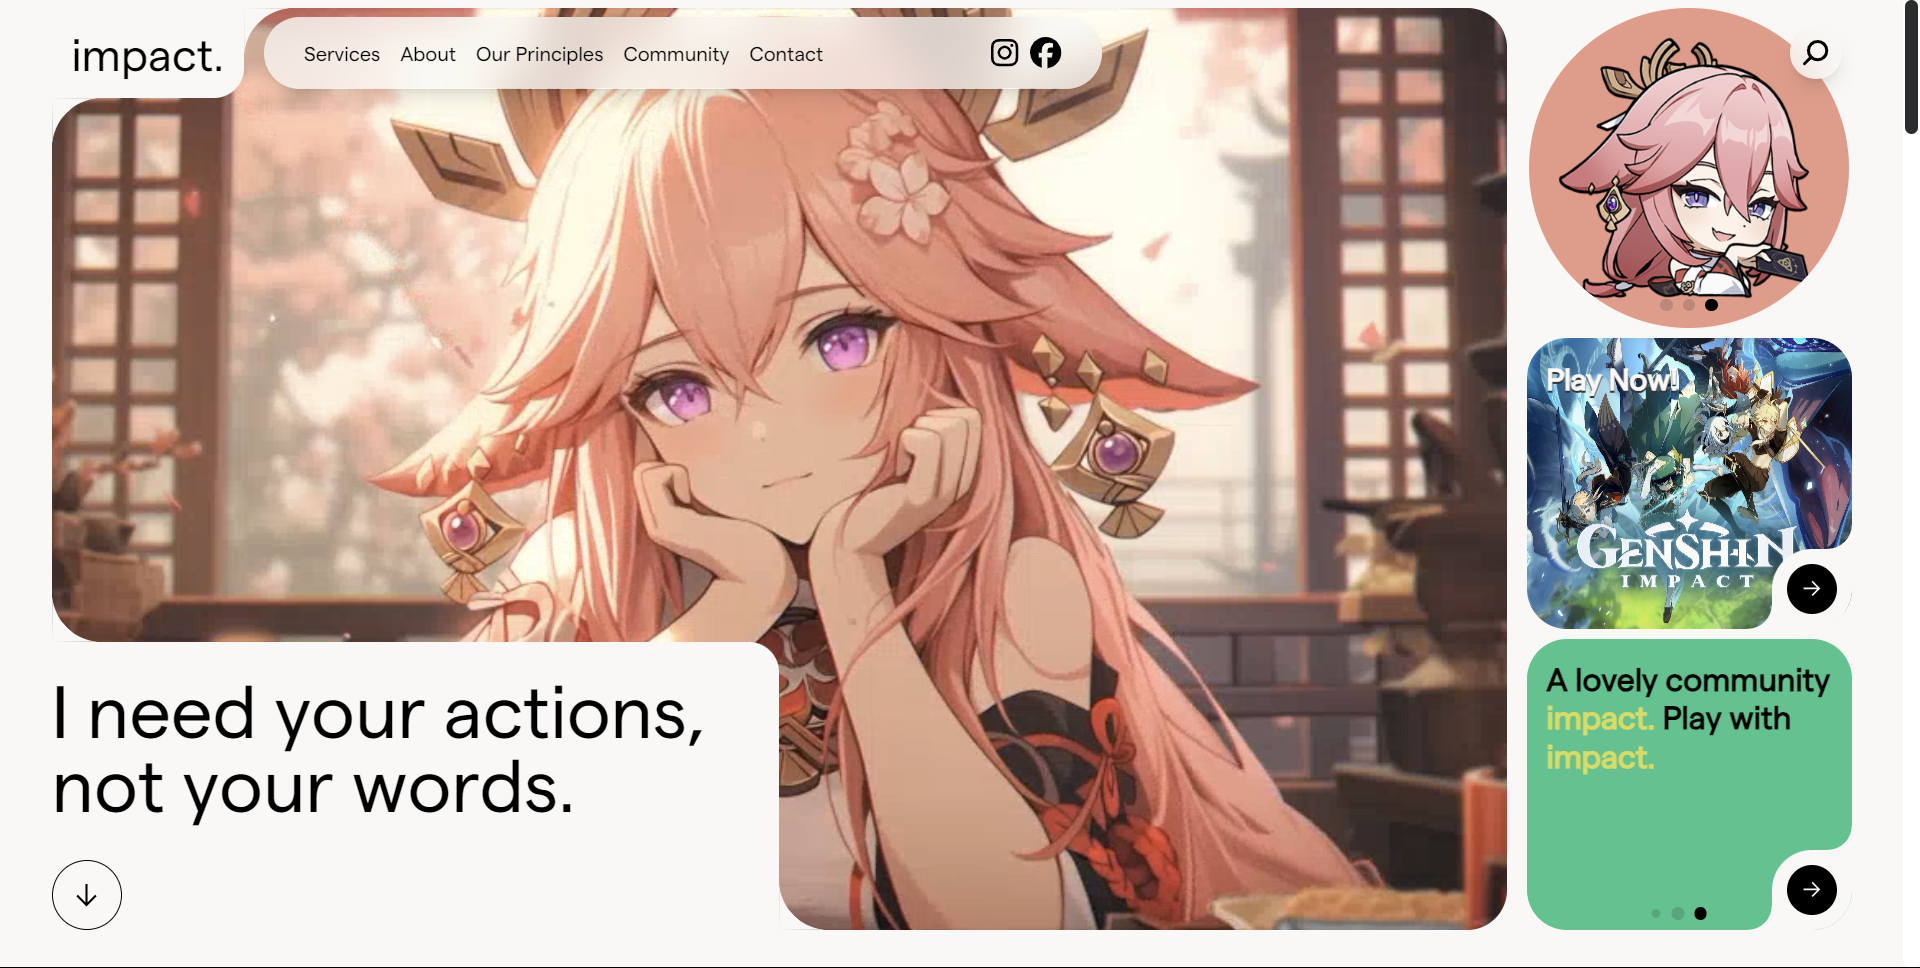 impact.
Services About Our Principles Community Contact
Play Now!
GENSHIN
IMPACT
I need your actions,
not your words.
A lovely community
impact. Play with
impact.